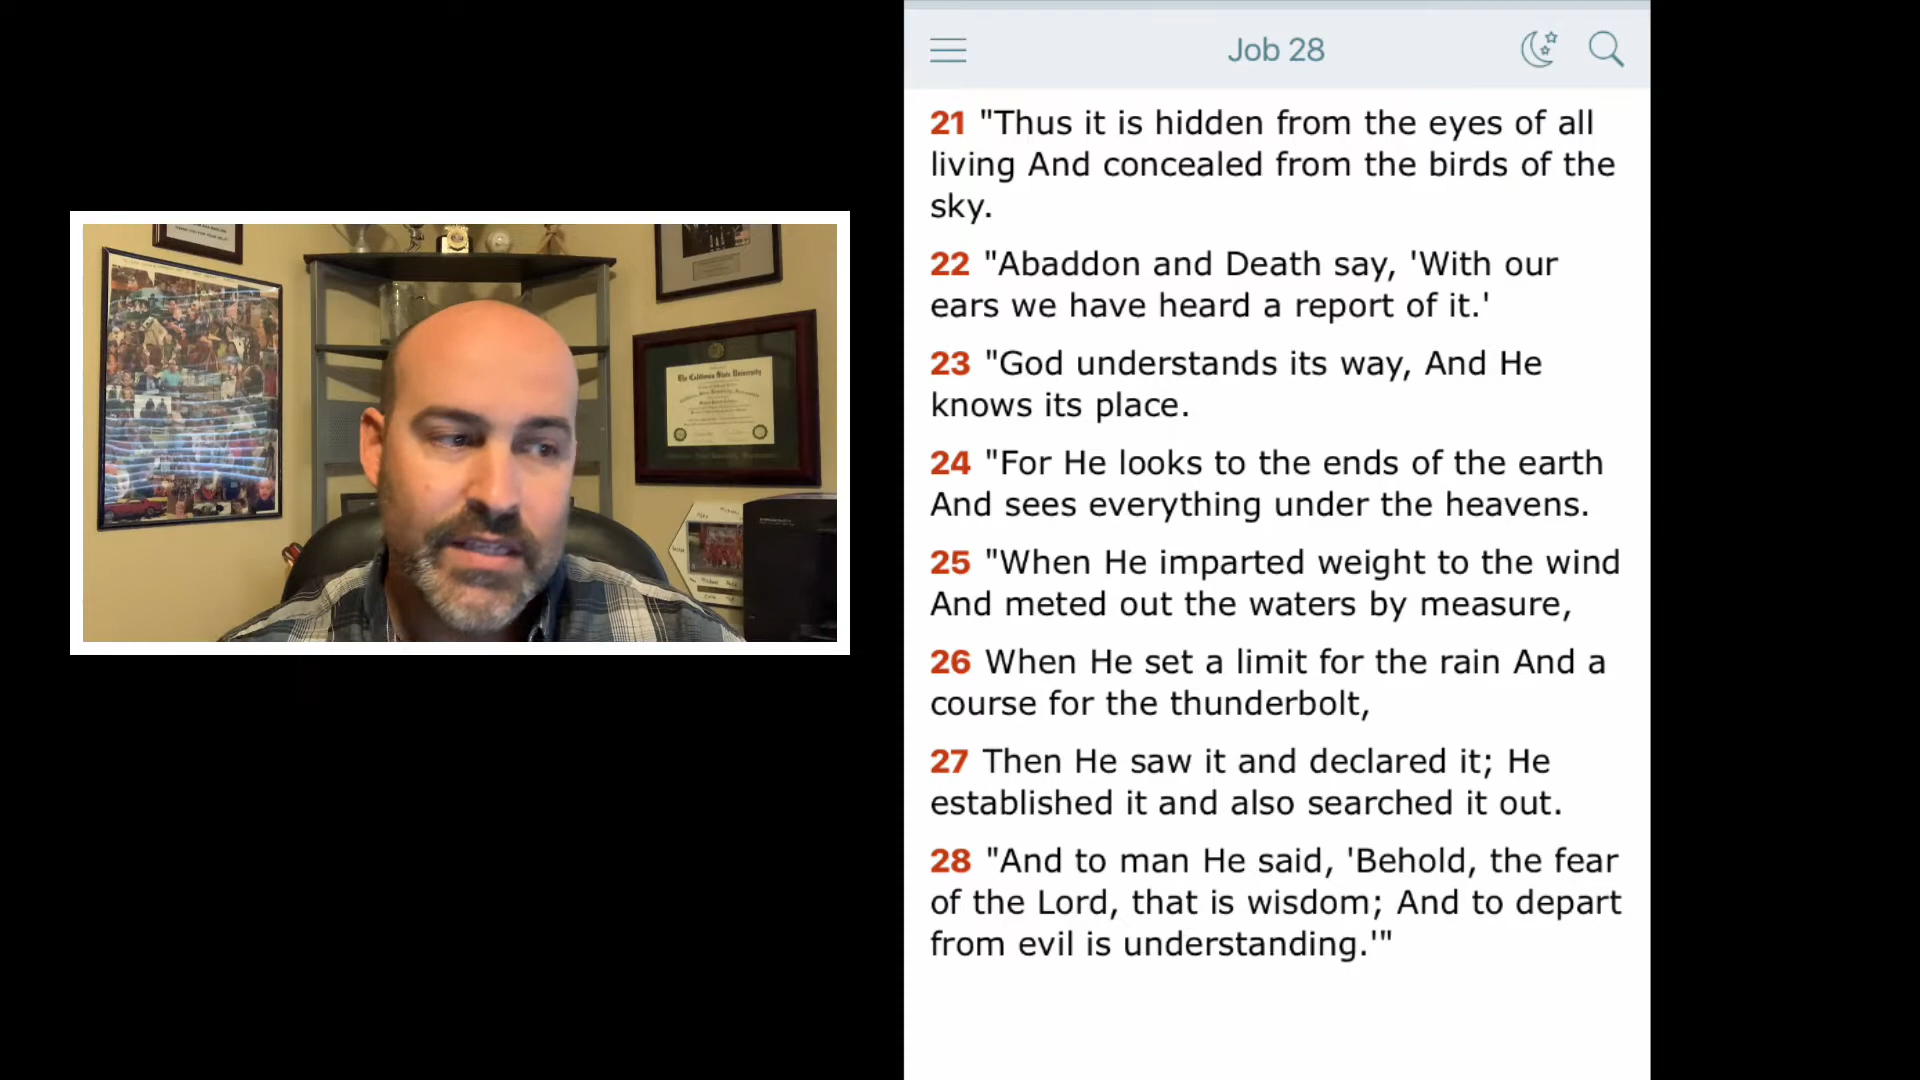 Job 28
21 "Thus it is hidden from the eyes of all
living And concealed from the birds of the
sky.
22 "Abaddon and Death say, 'With our
ears we have heard a report of it.'
23 "God understands its way, And He
knows its place.
24 "For He looks to the ends of the earth
And sees everything under the heavens.
25 "When He imparted weight to the wind
And meted out the waters by measure,
26 When He set a limit for the rain And a
course for the thunderbolt,
27 Then He saw it and declared it; He
established it and also searched it out.
28 "And to man He said, 'Behold, the fear
of the Lord, that is wisdom; And to depart
from evil is understanding.'"
The California State University